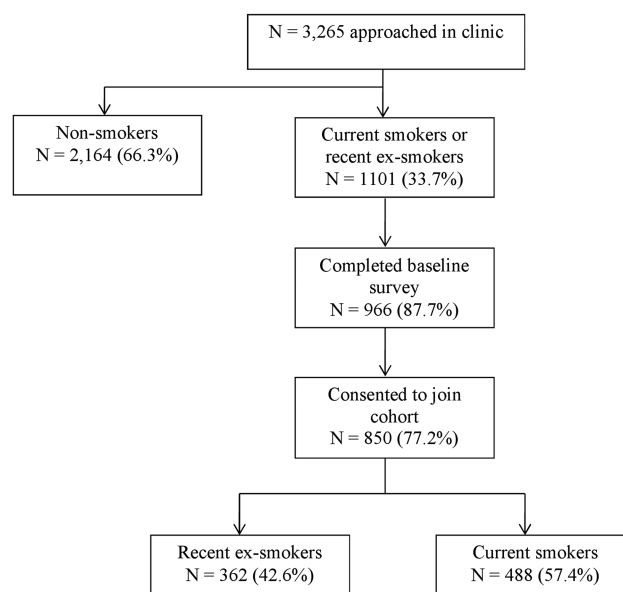 N = 3,265 approached in clinic
Non-smokers
N = 2,164 (66.3%)
Current smokers or
recent ex-smokers
N = 1101 (33.7%)
Completed baseline
survey
N = 966 (87.7%)
Consented to join
cohort
N = 850 (77.2%)
Recent ex-smokers
N = 362 (42.6%)
Current smokers
N = 488 (57.4%)